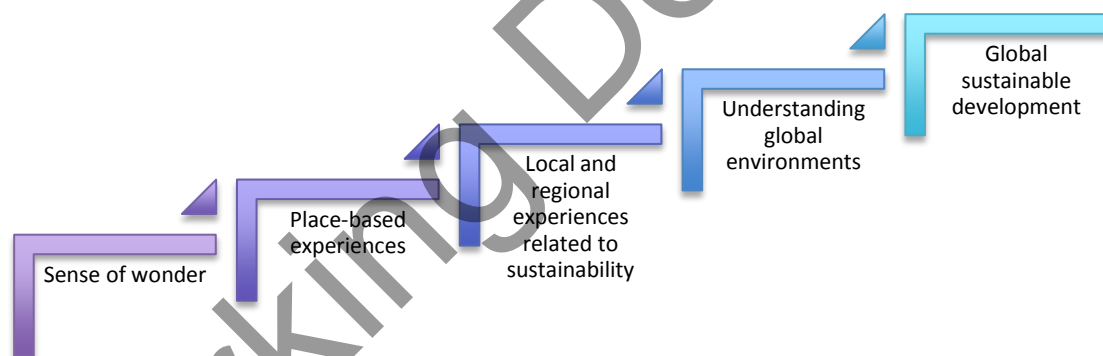 Sense of wonder
Place-based
experiences
Local and
regional
experiences
related to
sustainability
Understanding
global
environments
Global
sustainable
development